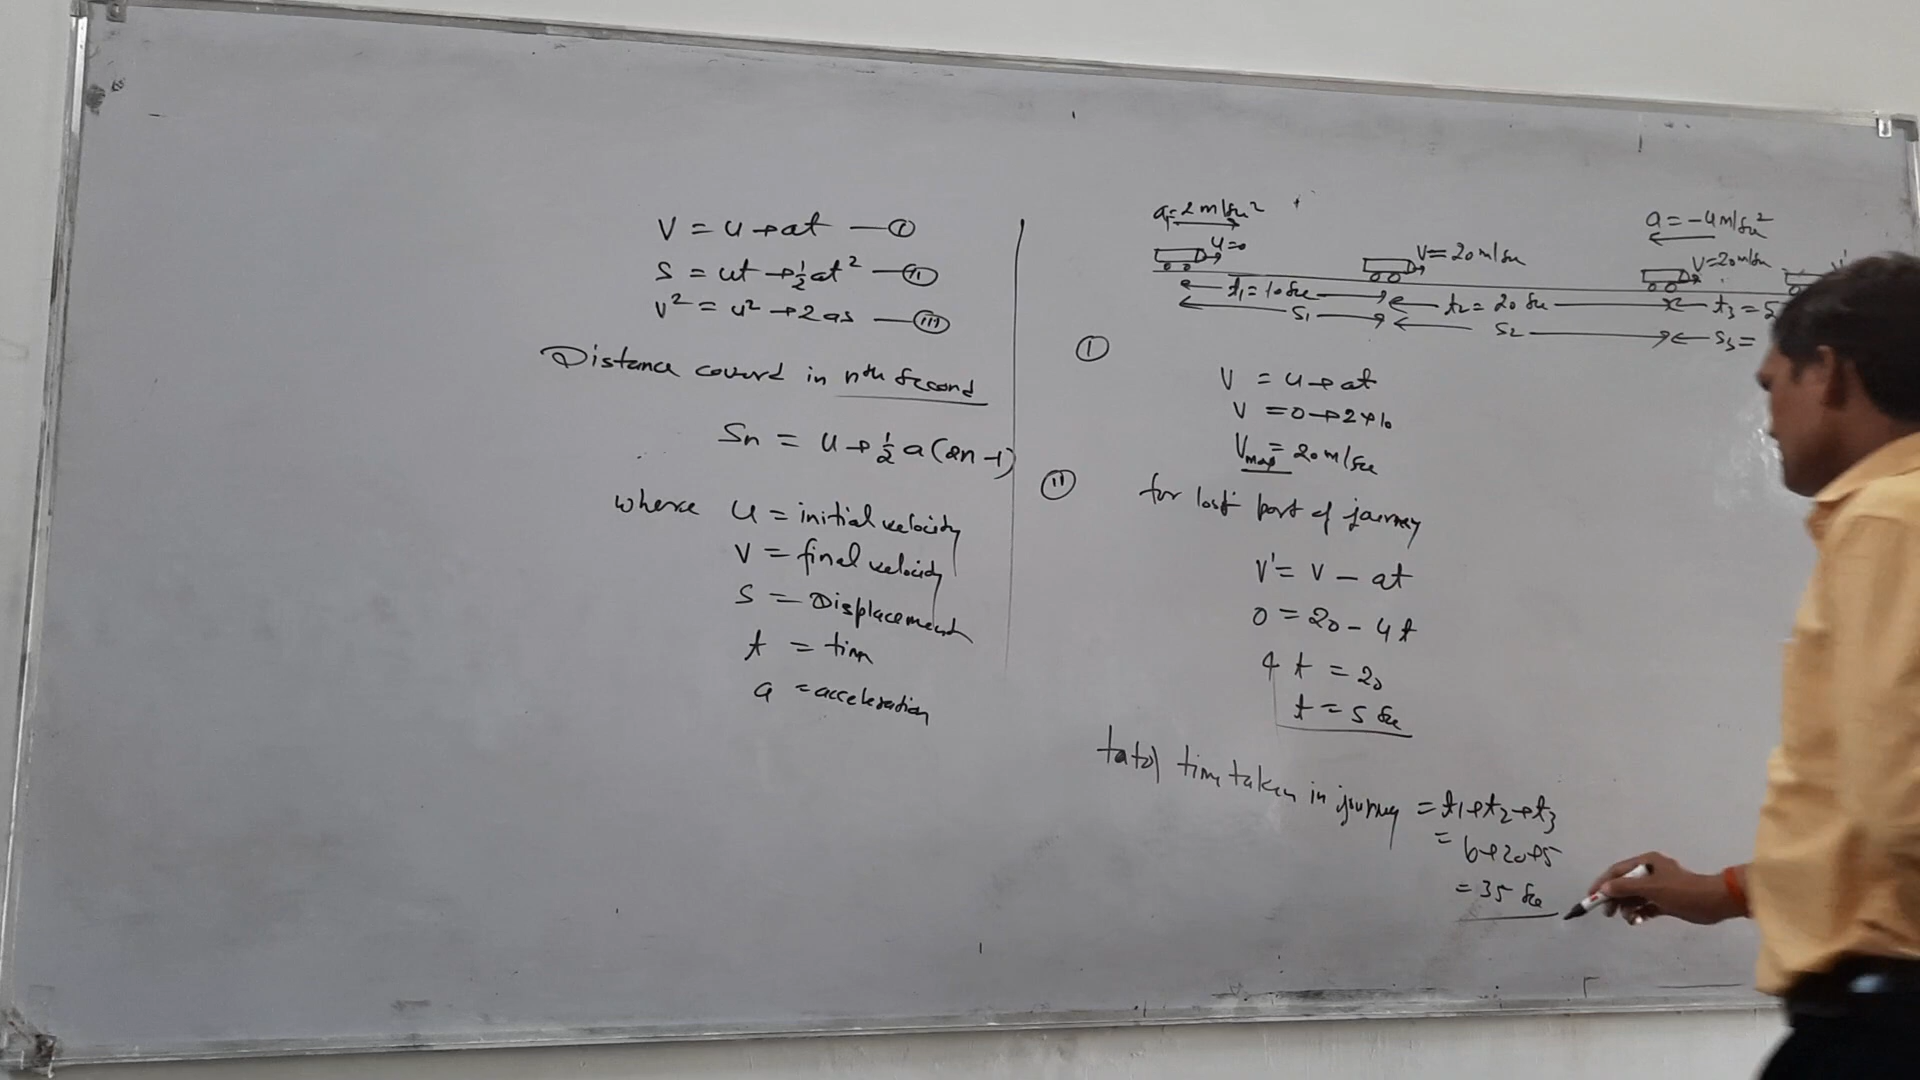 V = u + at — (I)
S = ut + ½at² — (II)
v² = u² + 2as — (III)
Distance coverd in nth second
Sn = u + ½ a(2n-1)
where u = initial velocity
v = final velocity
S = Displacement
t = time
a = acceleration
a = 2 m/sec²
u=0
V = 20 m/sec
a = -4 m/sec²
V = 20 m/sec
V'
t₁ = 10 sec
t₂ = 20 sec
t₃ = 5
S₁
S₂
S₃ =
(I)
V = u + at
V = 0 + 2×10
Vmax = 20 m/sec
(II) for last part of journey
V' = V - at
0 = 20 - 4t
4t = 20
t = 5 sec
total time taken in journey = t₁+t₂+t₃
= 10+20+5
= 35 sec